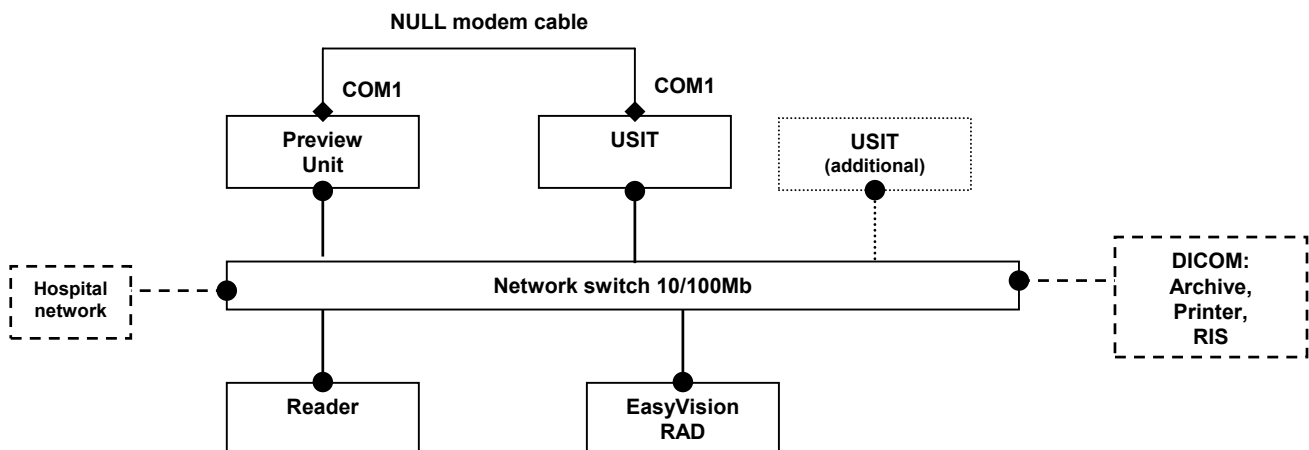 NULL modem cable
COM1
COM1
Preview
Unit
USIT
USIT
(additional)
Hospital
network
Network switch 10/100Mb
DICOM:
Archive,
Printer,
RIS
Reader
EasyVision
RAD